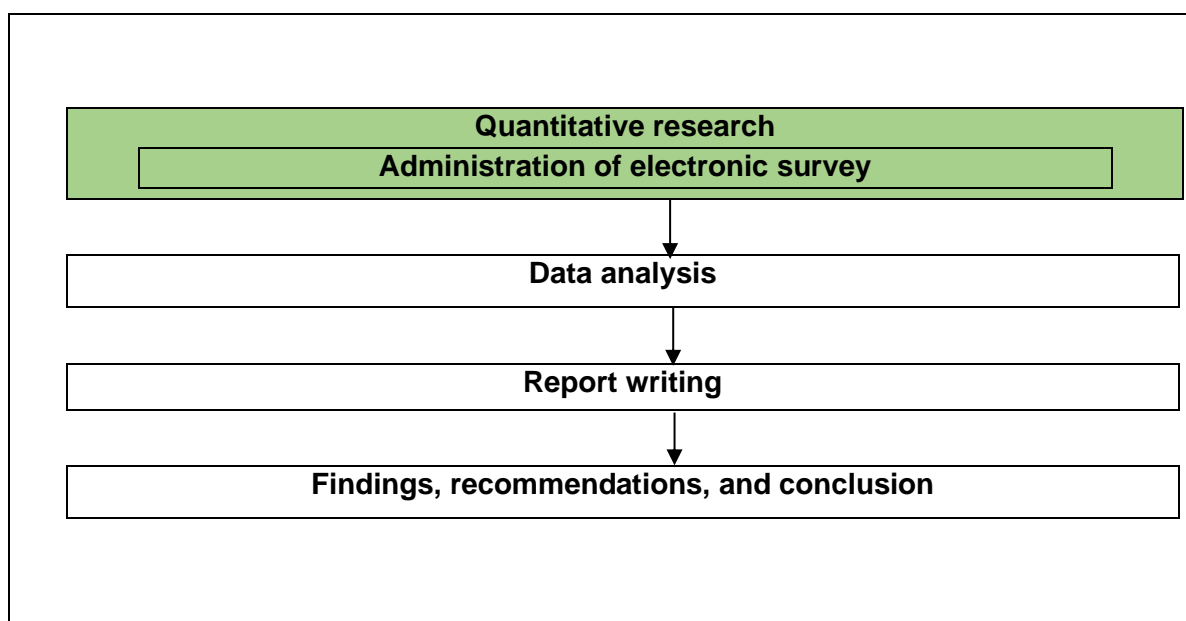 Quantitative research
Administration of electronic survey
Data analysis
Report writing
Findings, recommendations, and conclusion